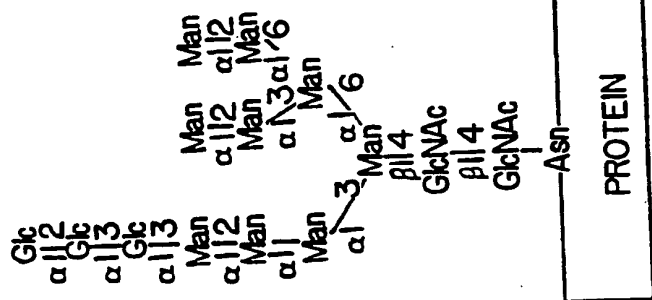 Glc
α1 2
Glc
α1 3
Glc
α1 3
Man
α1 2
Man
α1
Man
α1 3
Man
α1 2
Man
α1 3
Man
α1 2
Man
α1 6
Man
α1 6
Man
β1 4
GlcNAc
β1 4
GlcNAc
Asn
PROTEIN